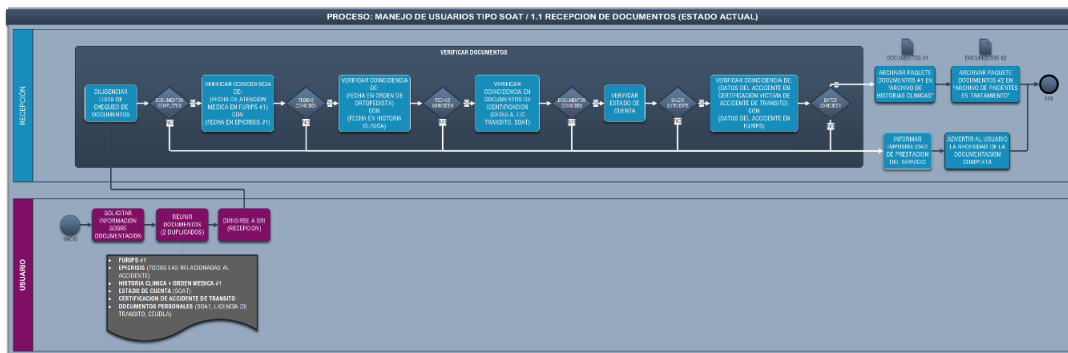 PROCESO: MANEJO DE USUARIOS TIPO SOAT / 1.1 RECEPCION DE DOCUMENTOS (ESTADO ACTUAL)
RECEPCIÓN
VERIFICAR DOCUMENTOS
DILIGENCIAR
LISTA DE
CHEQUEO DE
DOCUMENTOS
DOCUMENTOS
COMPLETOS
NO
VERIFICAR COINCIDENCIA
DE:
(FECHA DE ATENCION
MEDICA EN FURIPS #1)
CON
(FECHA EN EPICRISIS #1)
FECHAS
COINCIDEN
NO
VERIFICAR COINCIDENCIA
DE:
(FECHA EN ORDEN DE
ORTOPEDISTA)
CON
(FECHA EN HISTORIA
CLINICA)
FECHAS
COINCIDEN
NO
VERIFICAR
COINCIDENCIA EN
DOCUMENTOS DE
IDENTIFICACION
(CEDULA, LIC
TRANSITO, SOAT)
DOCUMENTOS
COINCIDEN
NO
VERIFICAR
ESTADO DE
CUENTA
SALDO
SUFICIENTE
NO
VERIFICAR COINCIDENCIA DE:
(DATOS DEL ACCIDENTE EN
CERTIFICACION VICTIMA DE
ACCIDENTE DE TRANSITO)
CON
(DATOS DEL ACCIDENTE EN
FURIPS)
DATOS
COINCIDEN
NO
DOCUMENTOS #1
DOCUMENTOS #2
ARCHIVAR PAQUETE
DOCUMENTOS #1 EN
"ARCHIVO DE
HISTORIAS CLINICAS"
ARCHIVAR PAQUETE
DOCUMENTOS #2 EN
"ARCHIVO DE PACIENTES
EN TRATAMIENTO"
FIN
INFORMAR
IMPOSIBILIDAD
DE PRESTACION
DEL SERVICIO
ADVERTIR AL USUARIO
LA NECESIDAD DE LA
DOCUMENTACION
COMPLETA
USUARIO
INICIO
SOLICITAR
INFORMACION
SOBRE
DOCUMENTACION
REUNIR
DOCUMENTOS
(2 DUPLICADOS)
DIRIGIRSE A SRI
(RECEPCION)
• FURIPS #1
• EPICRISIS (TODAS LAS RELACIONADAS AL
ACCIDENTE)
• HISTORIA CLINICA + ORDEN MEDICA #1
• ESTADO DE CUENTA (SOAT)
• CERTIFICACION DE ACCIDENTE DE TRANSITO
• DOCUMENTOS PERSONALES (SOAT, LICENCIA DE
TRANSITO, CEUDLA)